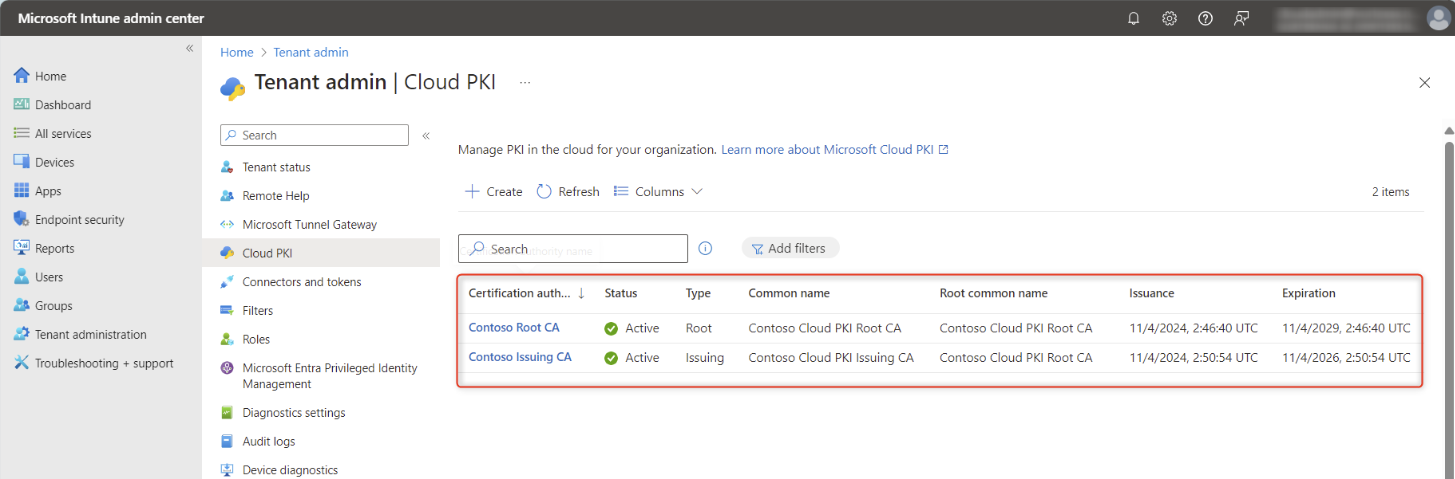 Microsoft Intune admin center
«
Home
Dashboard
All services
Devices
Apps
Endpoint security
Reports
Users
Groups
Tenant administration
Troubleshooting + support
Home > Tenant admin
Tenant admin | Cloud PKI ...
Search «
Tenant status
Remote Help
Microsoft Tunnel Gateway
Cloud PKI
Connectors and tokens
Filters
Roles
Microsoft Entra Privileged Identity
Management
Diagnostics settings
Audit logs
Device diagnostics
Manage PKI in the cloud for your organization. Learn more about Microsoft Cloud PKI
Create Refresh Columns 2 items
Search Add filters
Certification auth... ↓ Status Type Common name Root common name Issuance Expiration
Contoso Root CA Active Root Contoso Cloud PKI Root CA Contoso Cloud PKI Root CA 11/4/2024, 2:46:40 UTC 11/4/2029, 2:46:40 UTC
Contoso Issuing CA Active Issuing Contoso Cloud PKI Issuing CA Contoso Cloud PKI Root CA 11/4/2024, 2:50:54 UTC 11/4/2026, 2:50:54 UTC